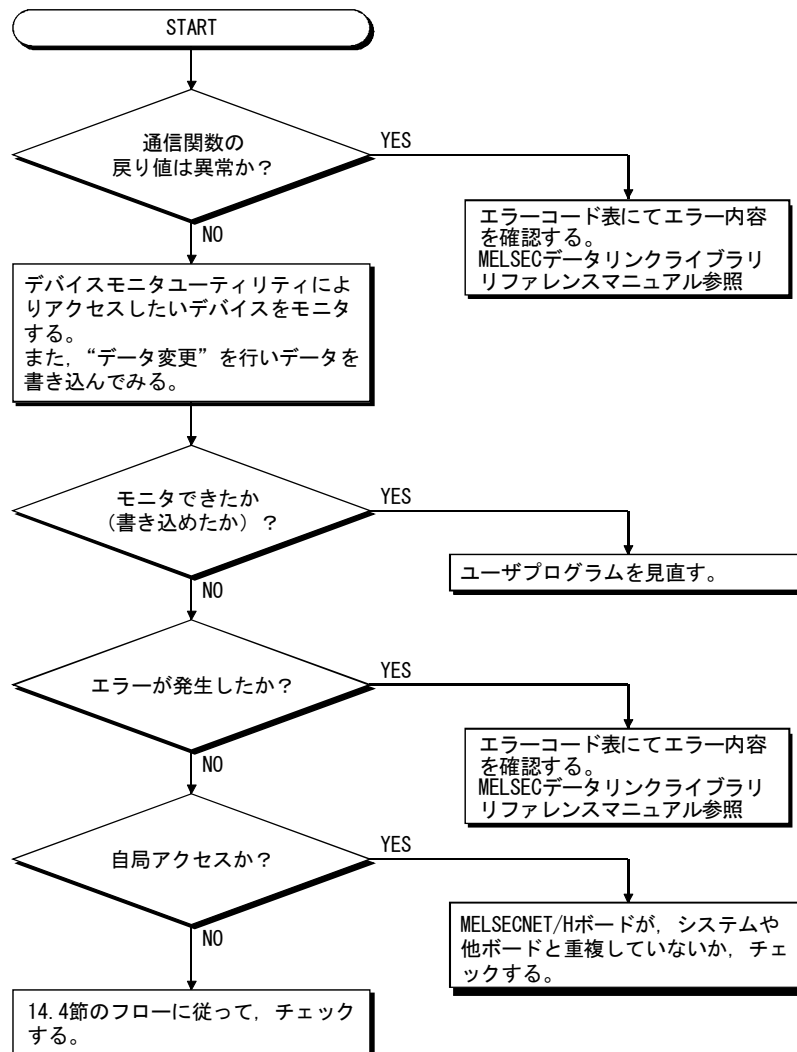 START
通信関数の
戻り値は異常か？
YES
エラーコード表にてエラー内容
を確認する。
MELSECデータリンクライブラリ
リファレンスマニュアル参照
NO
デバイスモニタユーティリティによ
りアクセスしたいデバイスをモニタ
する。
また，“データ変更”を行いデータを
書き込んでみる。
モニタできたか
（書き込めたか）？
YES
ユーザプログラムを見直す。
NO
エラーが発生したか？
YES
エラーコード表にてエラー内容
を確認する。
MELSECデータリンクライブラリ
リファレンスマニュアル参照
NO
自局アクセスか？
YES
MELSECNET/Hボードが，システムや
他ボードと重複していないか，チェ
ックする。
NO
14.4節のフローに従って，チェック
する。